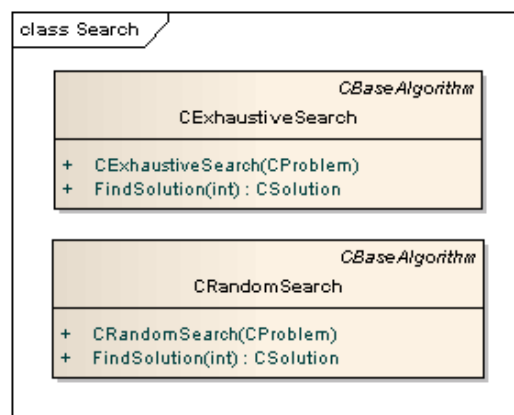 class Search
CBaseAlgorithm
CExhaustiveSearch
+ CExhaustiveSearch(CProblem)
+ FindSolution(int) : CSolution
CBaseAlgorithm
CRandomSearch
+ CRandomSearch(CProblem)
+ FindSolution(int) : CSolution